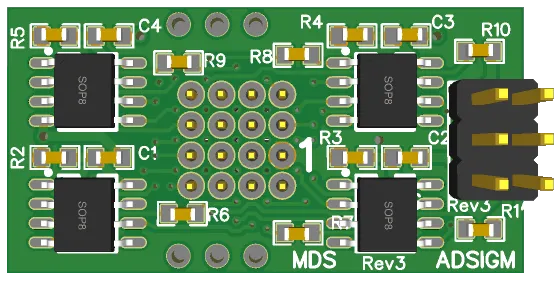 R5
C4
R4
C3
R10
R9
R8
SOP8
SOP8
R2
C1
1
R3
C2
R6
SOP8
R7
SOP8
Rev3
R1
MDS
Rev3
ADSIGM